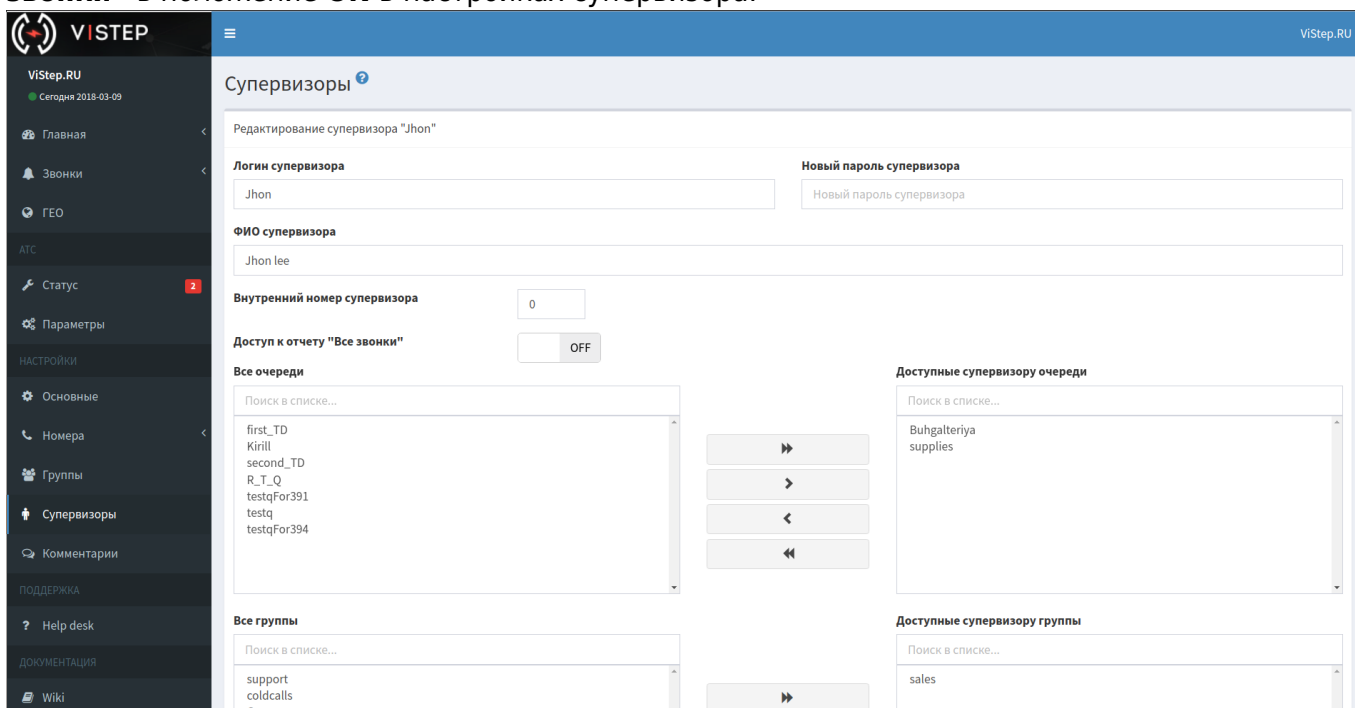 VISTEP
ViStep.RU
ViStep.RU
Сегодня 2018-03-09
Главная
Звонки
ГЕО
АТС
Статус
2
Параметры
НАСТРОЙКИ
Основные
Номера
Группы
Супервизоры
Комментарии
ПОДДЕРЖКА
Help desk
ДОКУМЕНТАЦИЯ
Wiki
Супервизоры
Редактирование супервизора "Jhon"
Логин супервизора
Jhon
Новый пароль супервизора
Новый пароль супервизора
ФИО супервизора
Jhon lee
Внутренний номер супервизора
0
Доступ к отчету "Все звонки"
OFF
Все очереди
Поиск в списке...
first_TD
Kirill
second_TD
R_T_Q
testqFor391
testq
testqFor394
Доступные супервизору очереди
Поиск в списке...
Buhgalteriya
supplies
Все группы
Поиск в списке...
support
coldcalls
Доступные супервизору группы
Поиск в списке...
sales